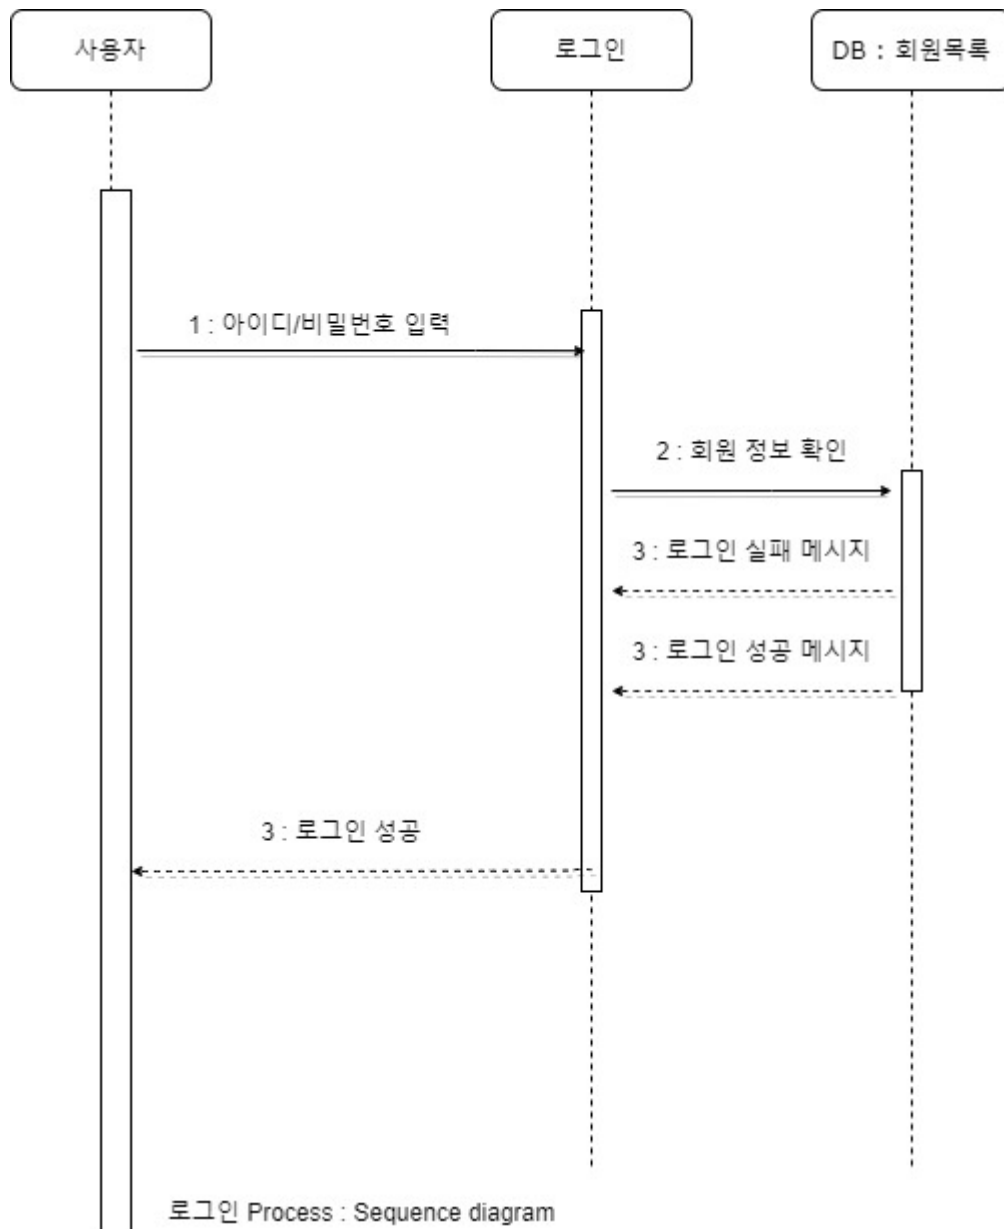 사용자
로그인
DB : 회원목록
1 : 아이디/비밀번호 입력
2 : 회원 정보 확인
3 : 로그인 실패 메시지
3 : 로그인 성공 메시지
3 : 로그인 성공
로그인 Process : Sequence diagram